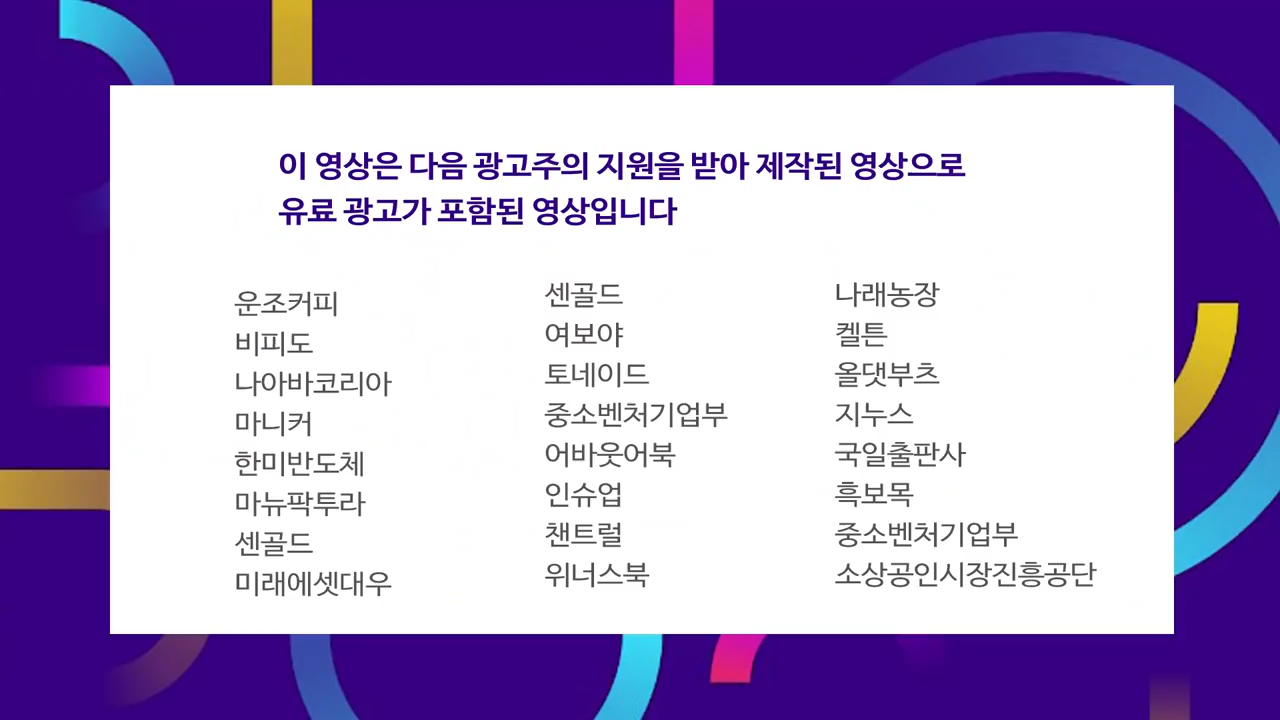 이 영상은 다음 광고주의 지원을 받아 제작된 영상으로
유료 광고가 포함된 영상입니다
운조커피
비피도
나아바코리아
마니커
한미반도체
마뉴팍투라
센골드
미래에셋대우
센골드
여보야
토네이드
중소벤처기업부
어바웃어북
인슈업
챈트럴
위너스북
나래농장
켈튼
올댓부츠
지누스
국일출판사
흑보목
중소벤처기업부
소상공인시장진흥공단